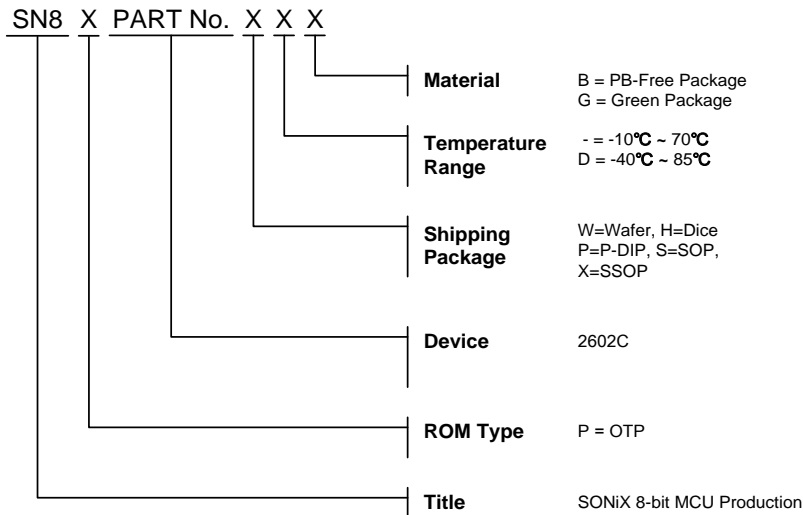 SN8 X PART No. X X X
Material B = PB-Free Package
G = Green Package
Temperature Range - = -10℃ ~ 70℃
D = -40℃ ~ 85℃
Shipping Package W=Wafer, H=Dice
P=P-DIP, S=SOP,
X=SSOP
Device 2602C
ROM Type P = OTP
Title SONiX 8-bit MCU Production